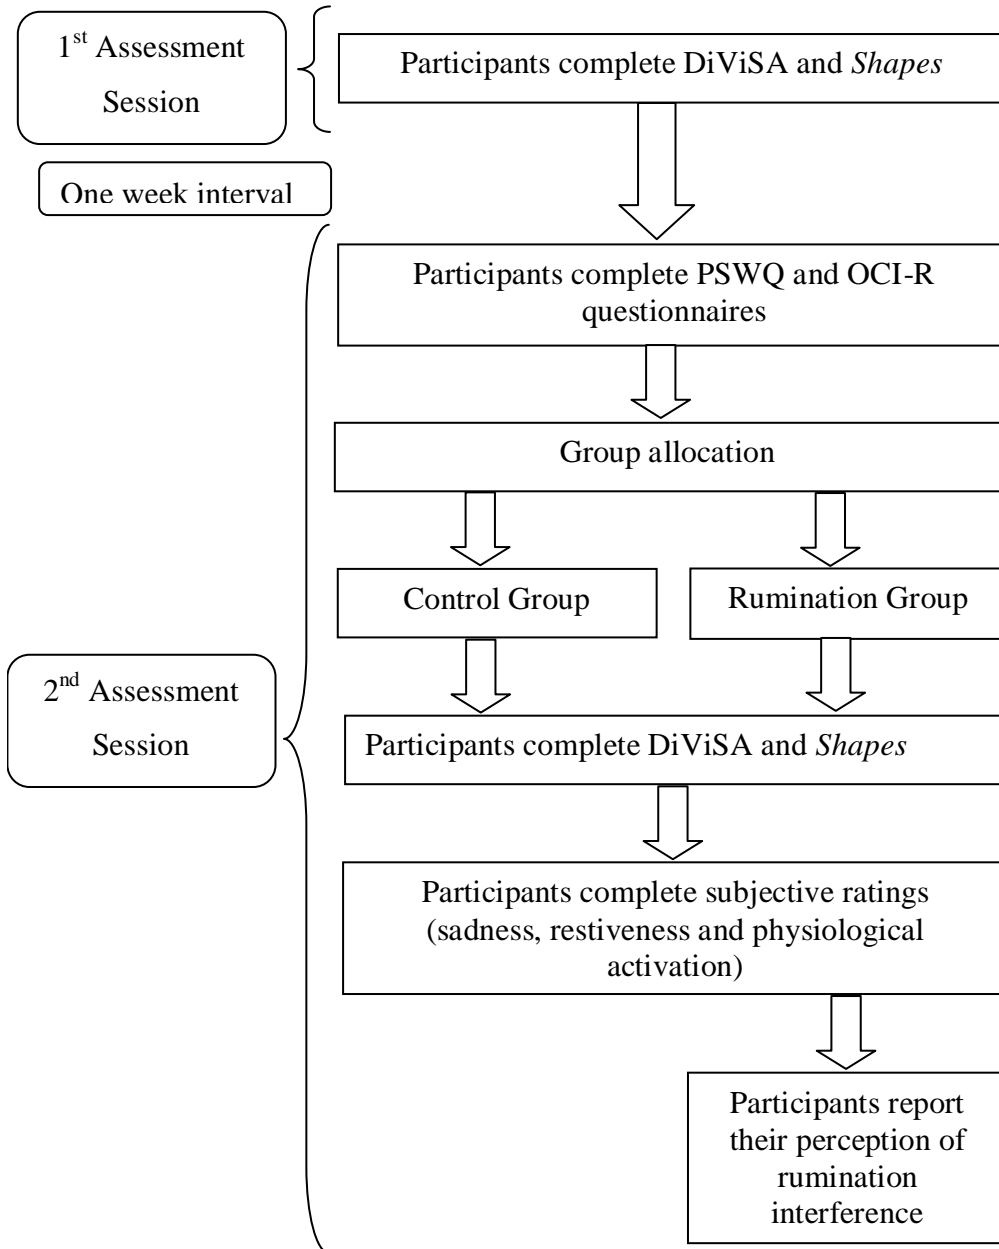 1st Assessment
Session
Participants complete DiViSA and Shapes
One week interval
Participants complete PSWQ and OCI-R
questionnaires
Group allocation
Control Group
Rumination Group
2nd Assessment
Session
Participants complete DiViSA and Shapes
Participants complete subjective ratings
(sadness, restiveness and physiological
activation)
Participants report
their perception of
rumination
interference